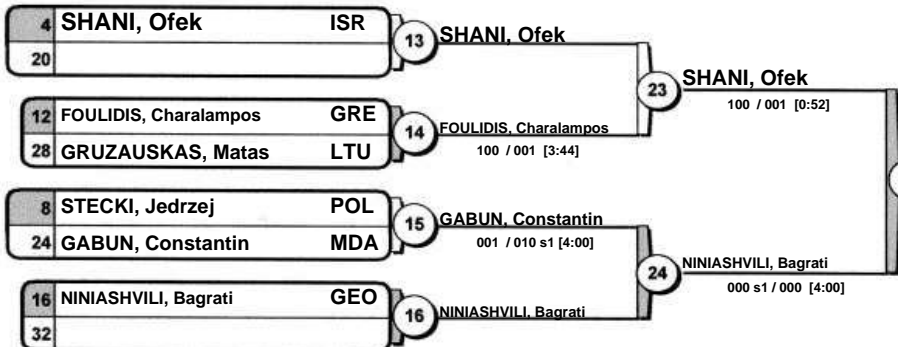 4 SHANI, Ofek ISR
20
13 SHANI, Ofek
12 FOULIDIS, Charalampos GRE
28 GRUZAUSKAS, Matas LTU
14 FOULIDIS, Charalampos
100 / 001 [3:44]
23 SHANI, Ofek
100 / 001 [0:52]
8 STECKI, Jedrzej POL
24 GABUN, Constantin MDA
15 GABUN, Constantin
001 / 010 s1 [4:00]
16 NINIASHVILI, Bagrati GEO
32
16 NINIASHVILI, Bagrati
24 NINIASHVILI, Bagrati
000 s1 / 000 [4:00]